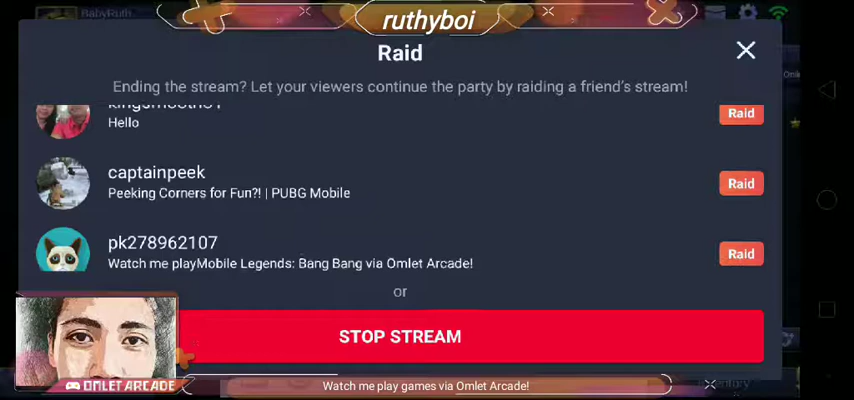 BabyRuth
ruthyboi
Raid
Ending the stream? Let your viewers continue the party by raiding a friend's stream!
Hello
Raid
captainpeek
Peeking Corners for Fun?! | PUBG Mobile
Raid
pk278962107
Watch me playMobile Legends: Bang Bang via Omlet Arcade!
Raid
or
STOP STREAM
OMLET ARCADE
Watch me play games via Omlet Arcade!